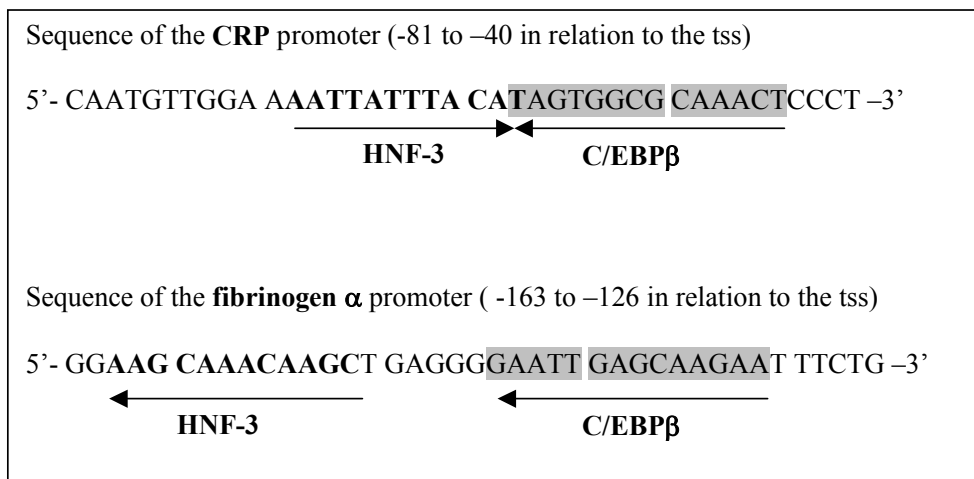 Sequence of the CRP promoter (-81 to –40 in relation to the tss)
5’- CAATGTTGGA AAATTATTTA CATAGTGGCG CAAACTCCCT –3’
HNF-3 C/EBPβ
Sequence of the fibrinogen α promoter ( -163 to –126 in relation to the tss)
5’- GGAAG CAAACAAGCT GAGGGGAATT GAGCAAGAAT TTCTG –3’
HNF-3 C/EBPβ